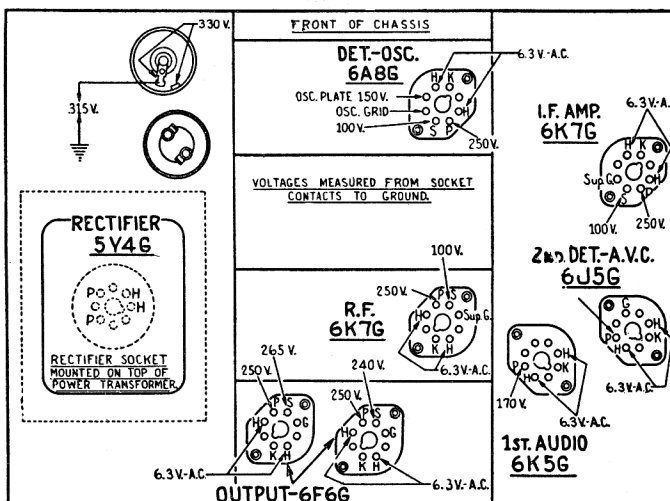 330 V.
.315V.
FRONT OF CHASSIS
DET.-OSC.
6A8G
6.3 V.-A.C.
H K
OSC. PLATE 150 V.
OSC. GRID
H
100 V.
S P
250 V.
I.F. AMP.
6K7G
6.3 V.-A.
H K
Sup. G.
H
S
P
100 V.
250 V.
VOLTAGES MEASURED FROM SOCKET
CONTACTS TO GROUND.
RECTIFIER
5Y4G
P
H
H
P
RECTIFIER SOCKET
MOUNTED ON TOP OF
POWER TRANSFORMER.
100 V.
250 V.
R.F.
6K7G
P S
H
Sup. G.
K H
6.3 V.-A.C.
2ND. DET.-A.V.C.
6J5G
G
H
P
K
H
6.3 V.-A.C.
H
P
K
H
170 V.
6.3 V.-A.C.
1ST. AUDIO
6K5G
265 V.
250 V.
P S
H
G
K H
6.3 V.-A.C.
240 V.
250 V.
P S
H
G
K H
6.3 V.-A.C.
OUTPUT-6F6G